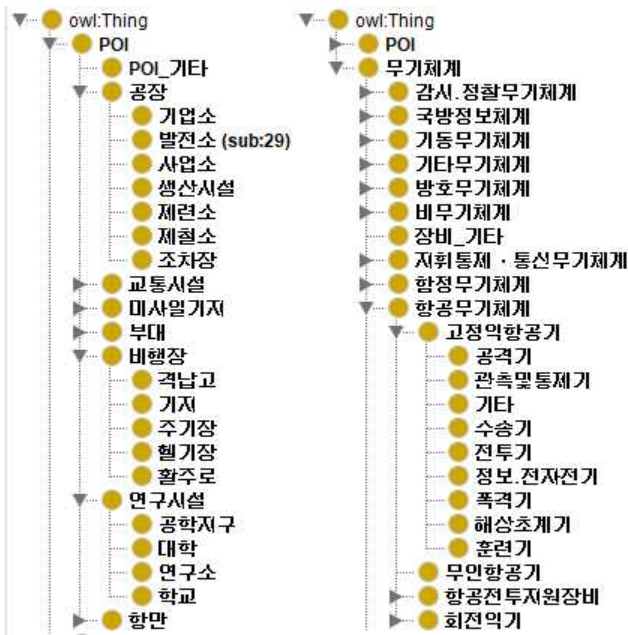 owl:Thing
POI
POI_기타
공장
기업소
발전소 (sub:29)
사업소
생산시설
제련소
제철소
조차장
교통시설
미사일기지
부대
비행장
격납고
기지
주기장
헬기장
활주로
연구시설
공학지구
대학
연구소
학교
항만
owl:Thing
POI
무기체계
감시.정찰무기체계
국방정보체계
기동무기체계
기타무기체계
방호무기체계
비무기체계
장비_기타
지휘통제ㆍ통신무기체계
함정무기체계
항공무기체계
고정익항공기
공격기
관측및통제기
기타
수송기
전투기
정보.전자전기
폭격기
해상초계기
훈련기
무인항공기
항공전투지원장비
회전익기